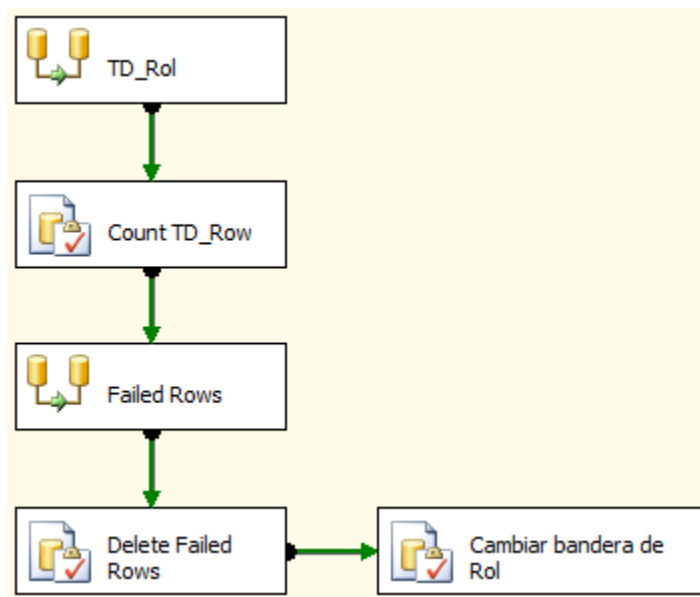 TD_Rol
Count TD_Row
Failed Rows
Delete Failed
Rows
Cambiar bandera de
Rol